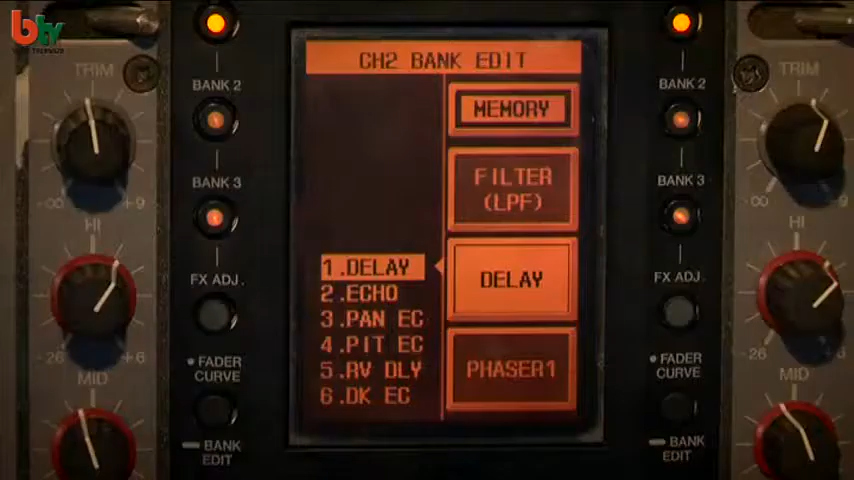 btv
CH2 BANK EDIT
MEMORY
FILTER
(LPF)
DELAY
PHASER1
1.DELAY
2.ECHO
3.PAN EC
4.PIT EC
5.RV DLY
6.DK EC
TRIM
-∞
+9
HI
-26
+6
MID
BANK 2
BANK 3
FX ADJ.
FADER
CURVE
BANK
EDIT
BANK 2
BANK 3
FX ADJ.
FADER
CURVE
BANK
EDIT
TRIM
-∞
+9
HI
-26
+6
MID